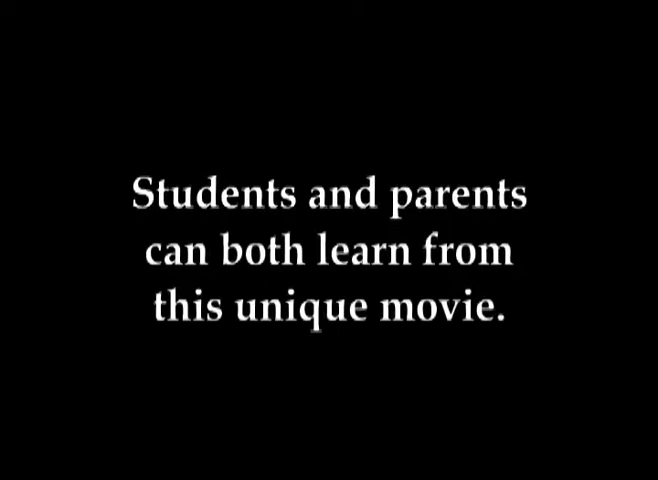 Students and parents
can both learn from
this unique movie.